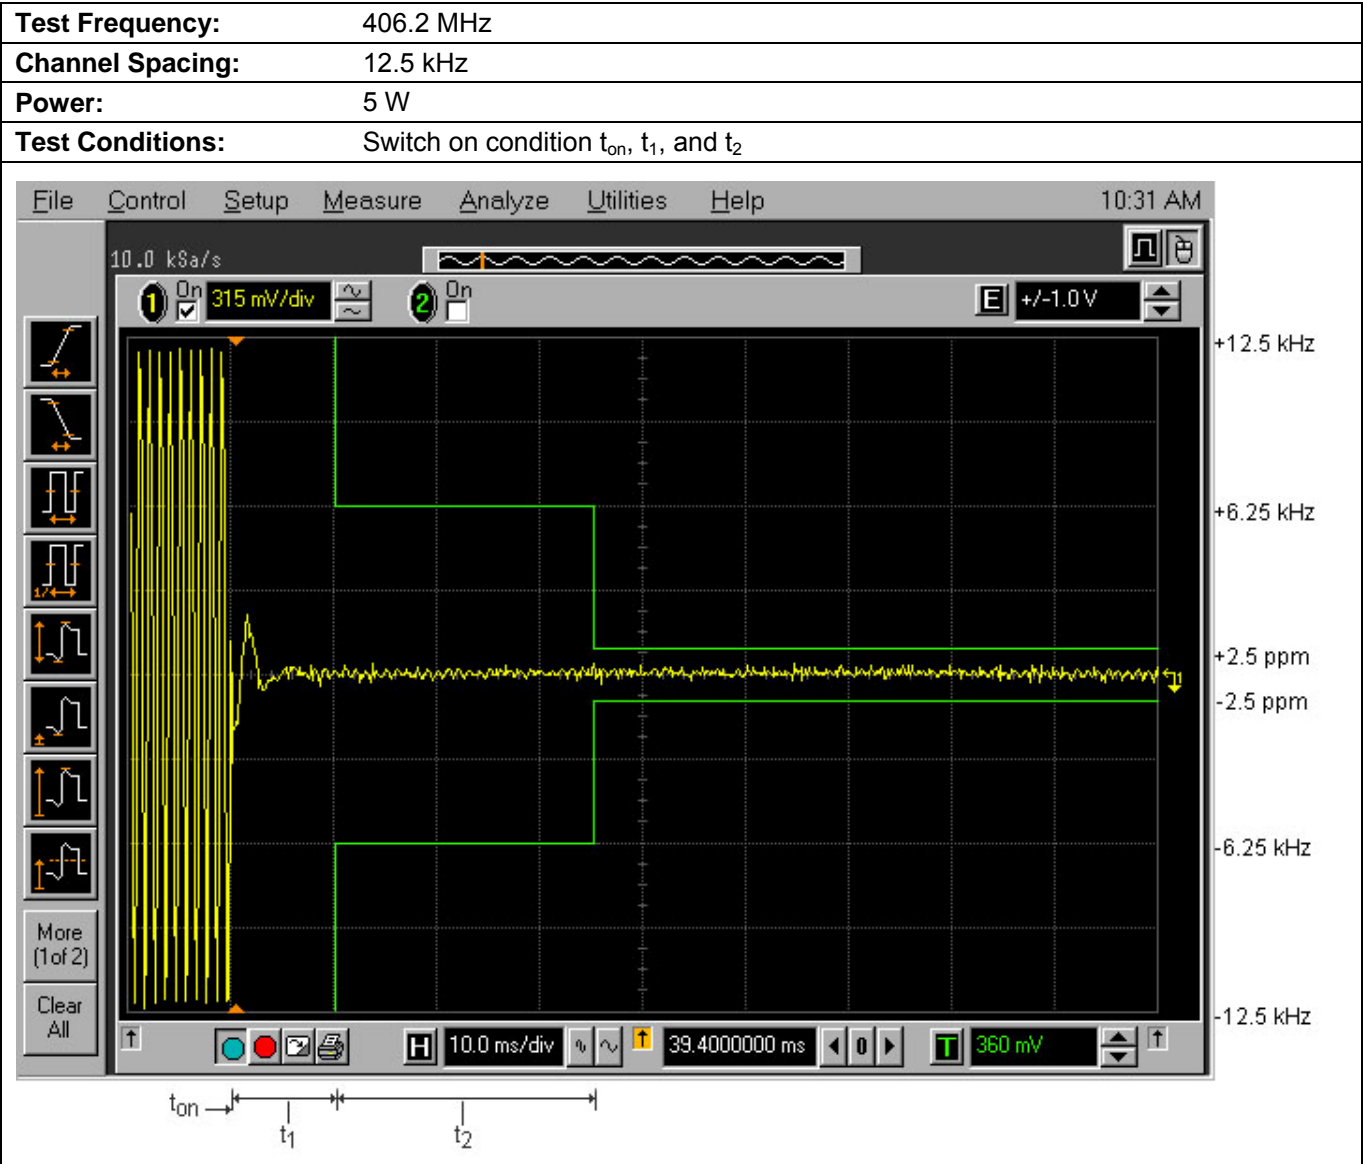 Test Frequency: 406.2 MHz
Channel Spacing: 12.5 kHz
Power: 5 W
Test Conditions: Switch on condition ton, t1, and t2
File Control Setup Measure Analyze Utilities Help 10:31 AM
10.0 kSa/s
1 On 315 mV/div 2 On E +/-1.0 V
+12.5 kHz
+6.25 kHz
+2.5 ppm
-2.5 ppm
-6.25 kHz
-12.5 kHz
1/
More
(1of 2)
Clear
All
H 10.0 ms/div 39.4000000 ms 0 T 360 mV
ton
t1
t2